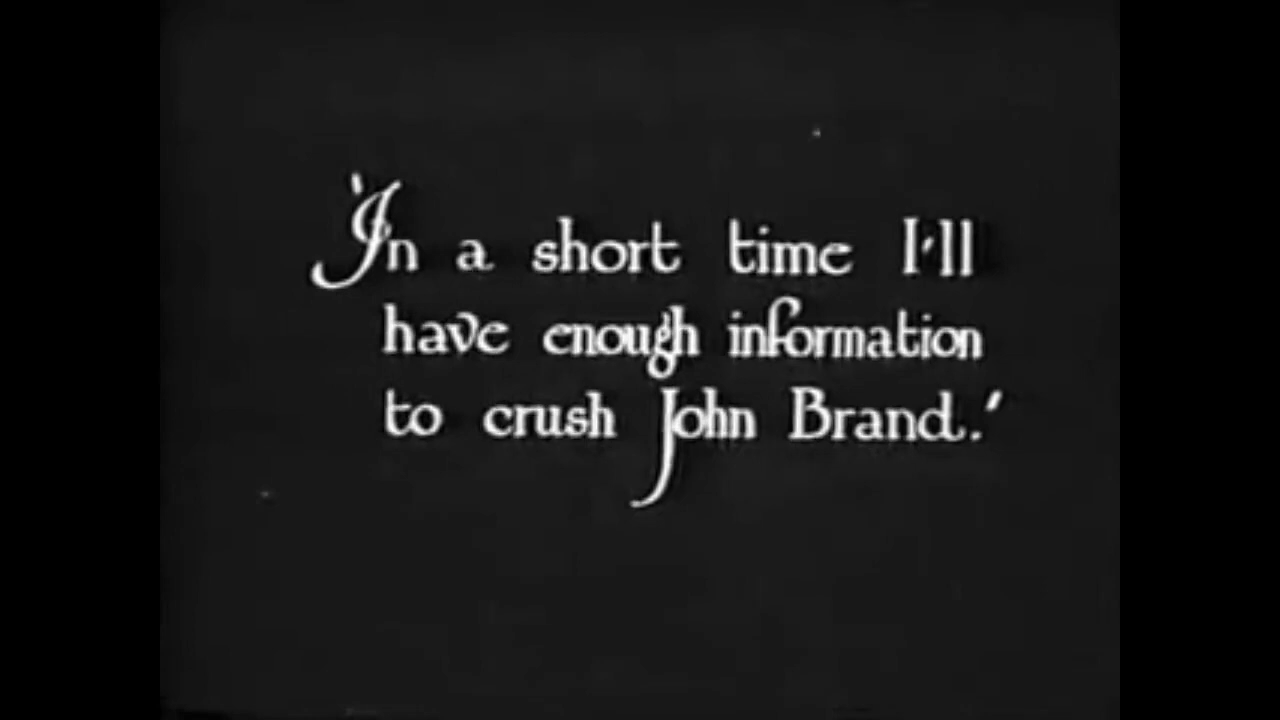 'In a short time I'll
have enough information
to crush John Brand.'